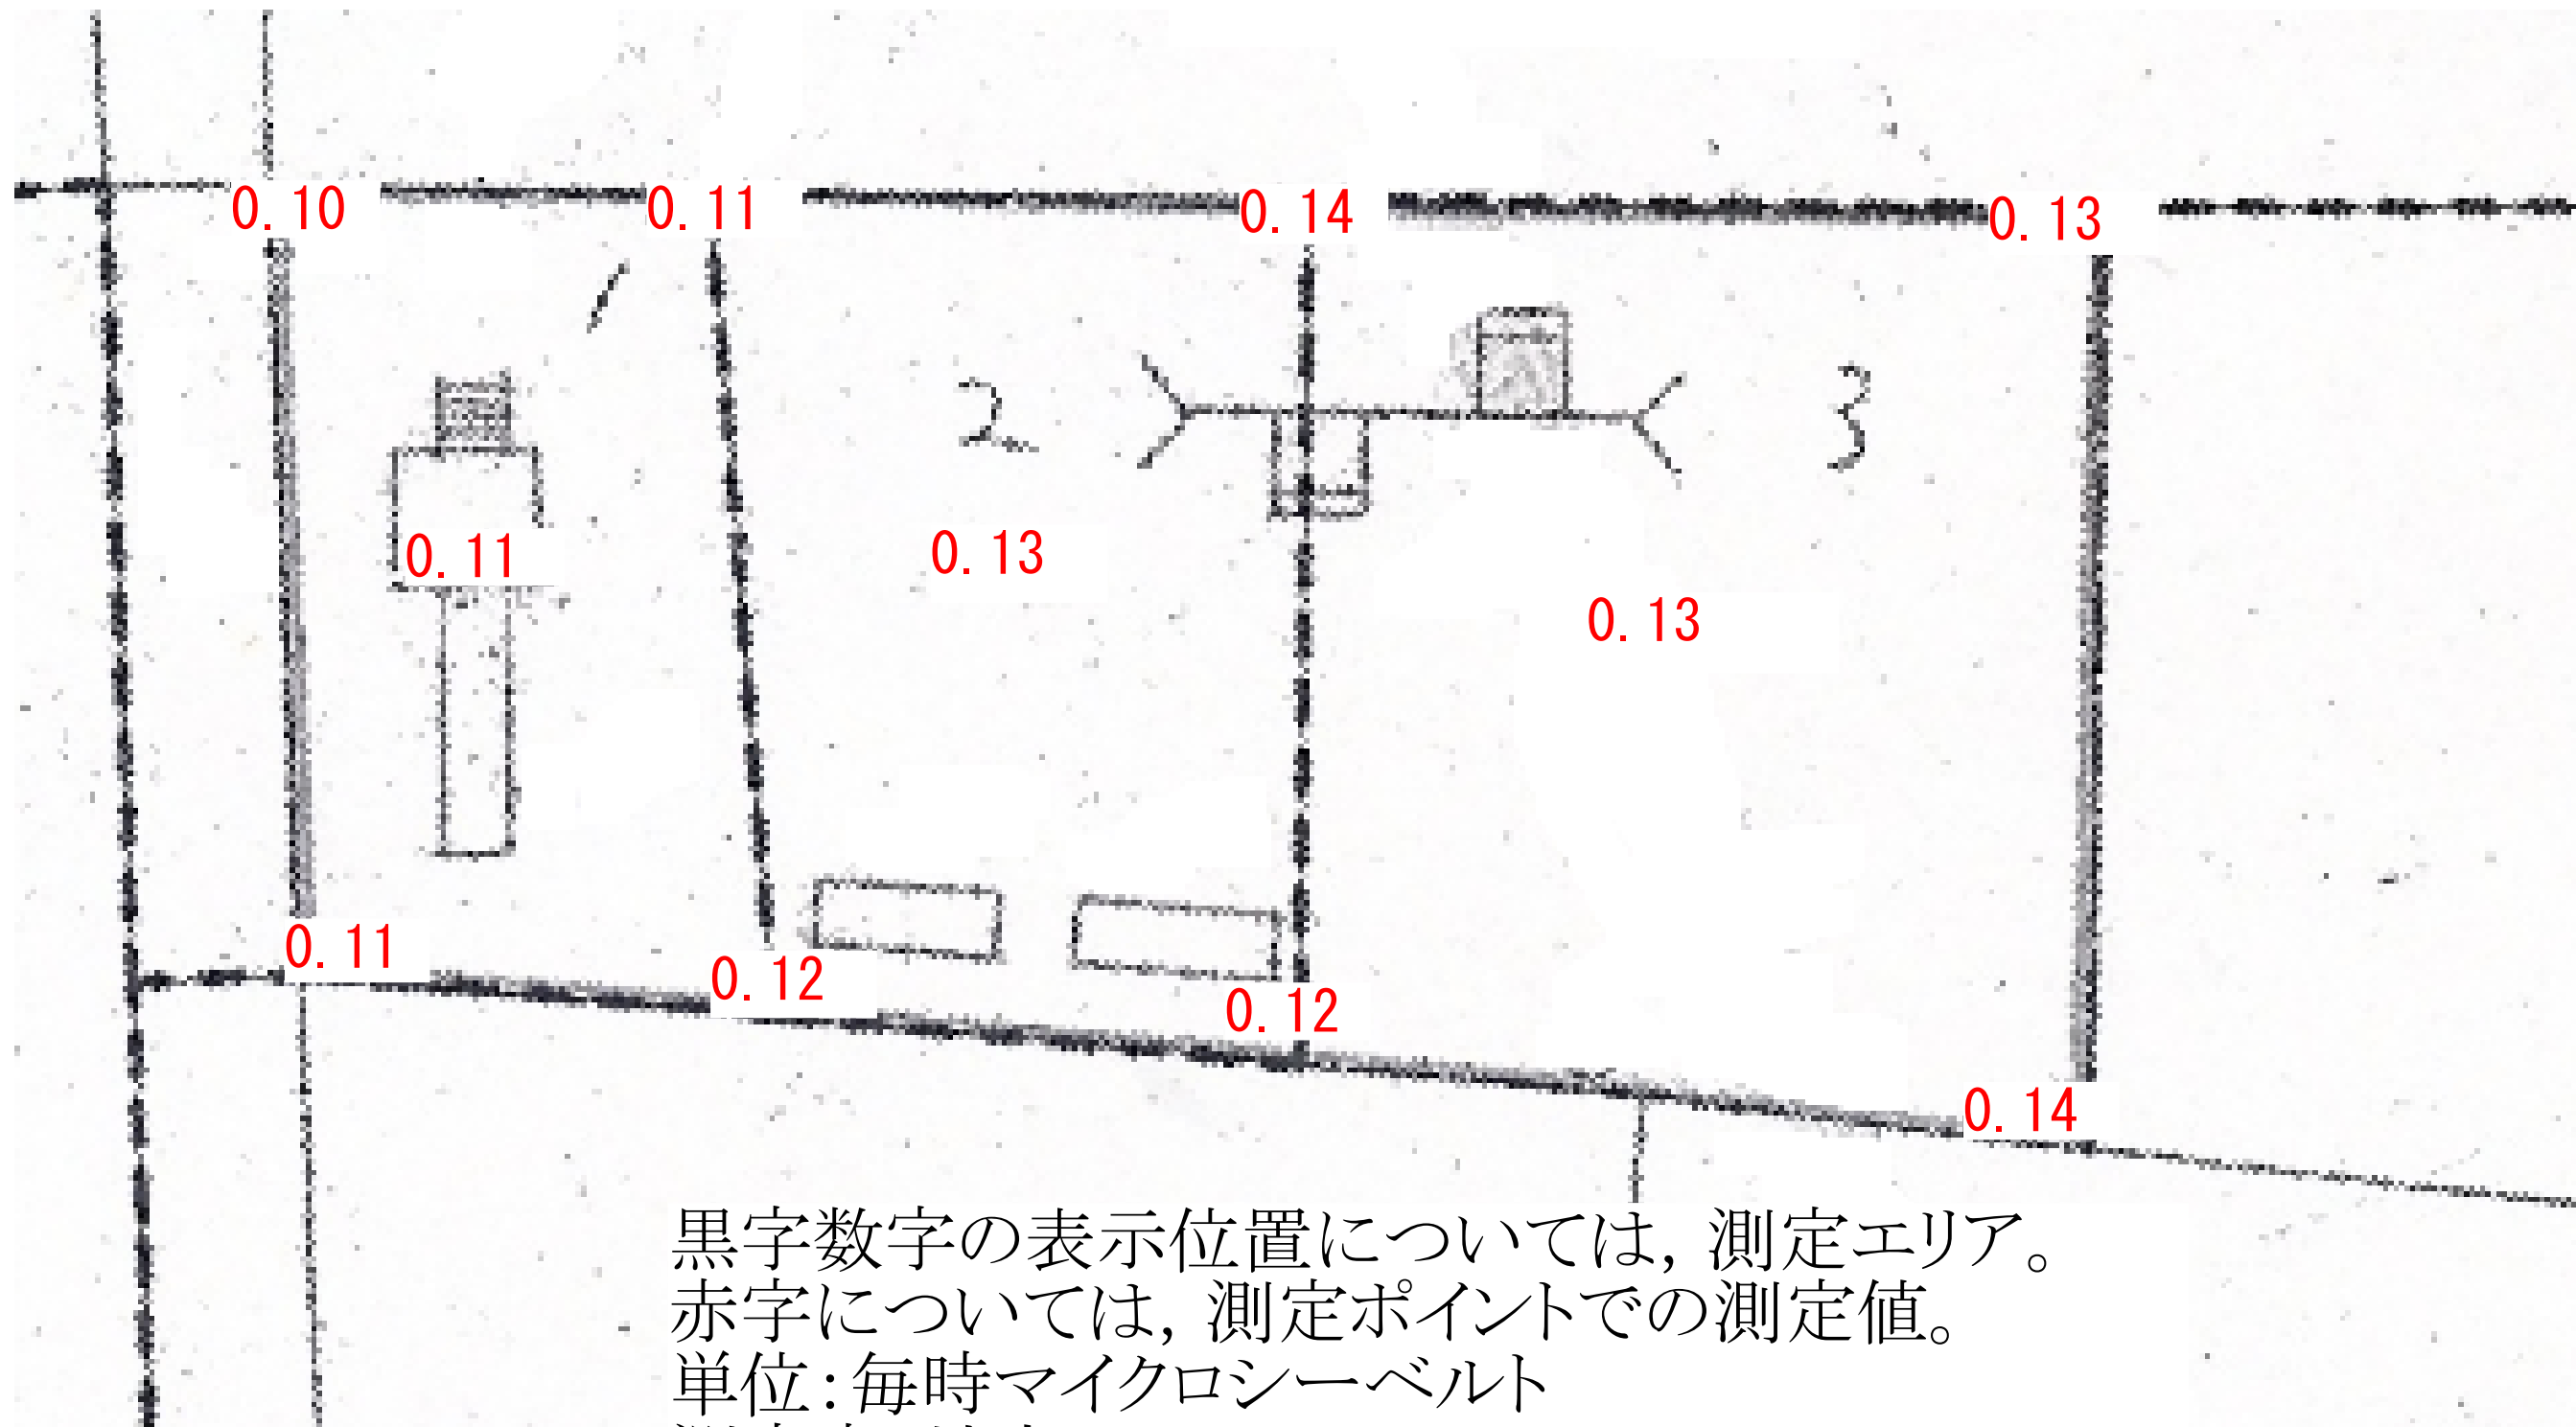 0.10 0.11 0.14 0.13
1 2 3
0.11 0.13 0.13
0.11 0.12 0.12 0.14
黒字数字の表示位置については，測定エリア。
赤字については，測定ポイントでの測定値。
単位：毎時マイクロシーベルト